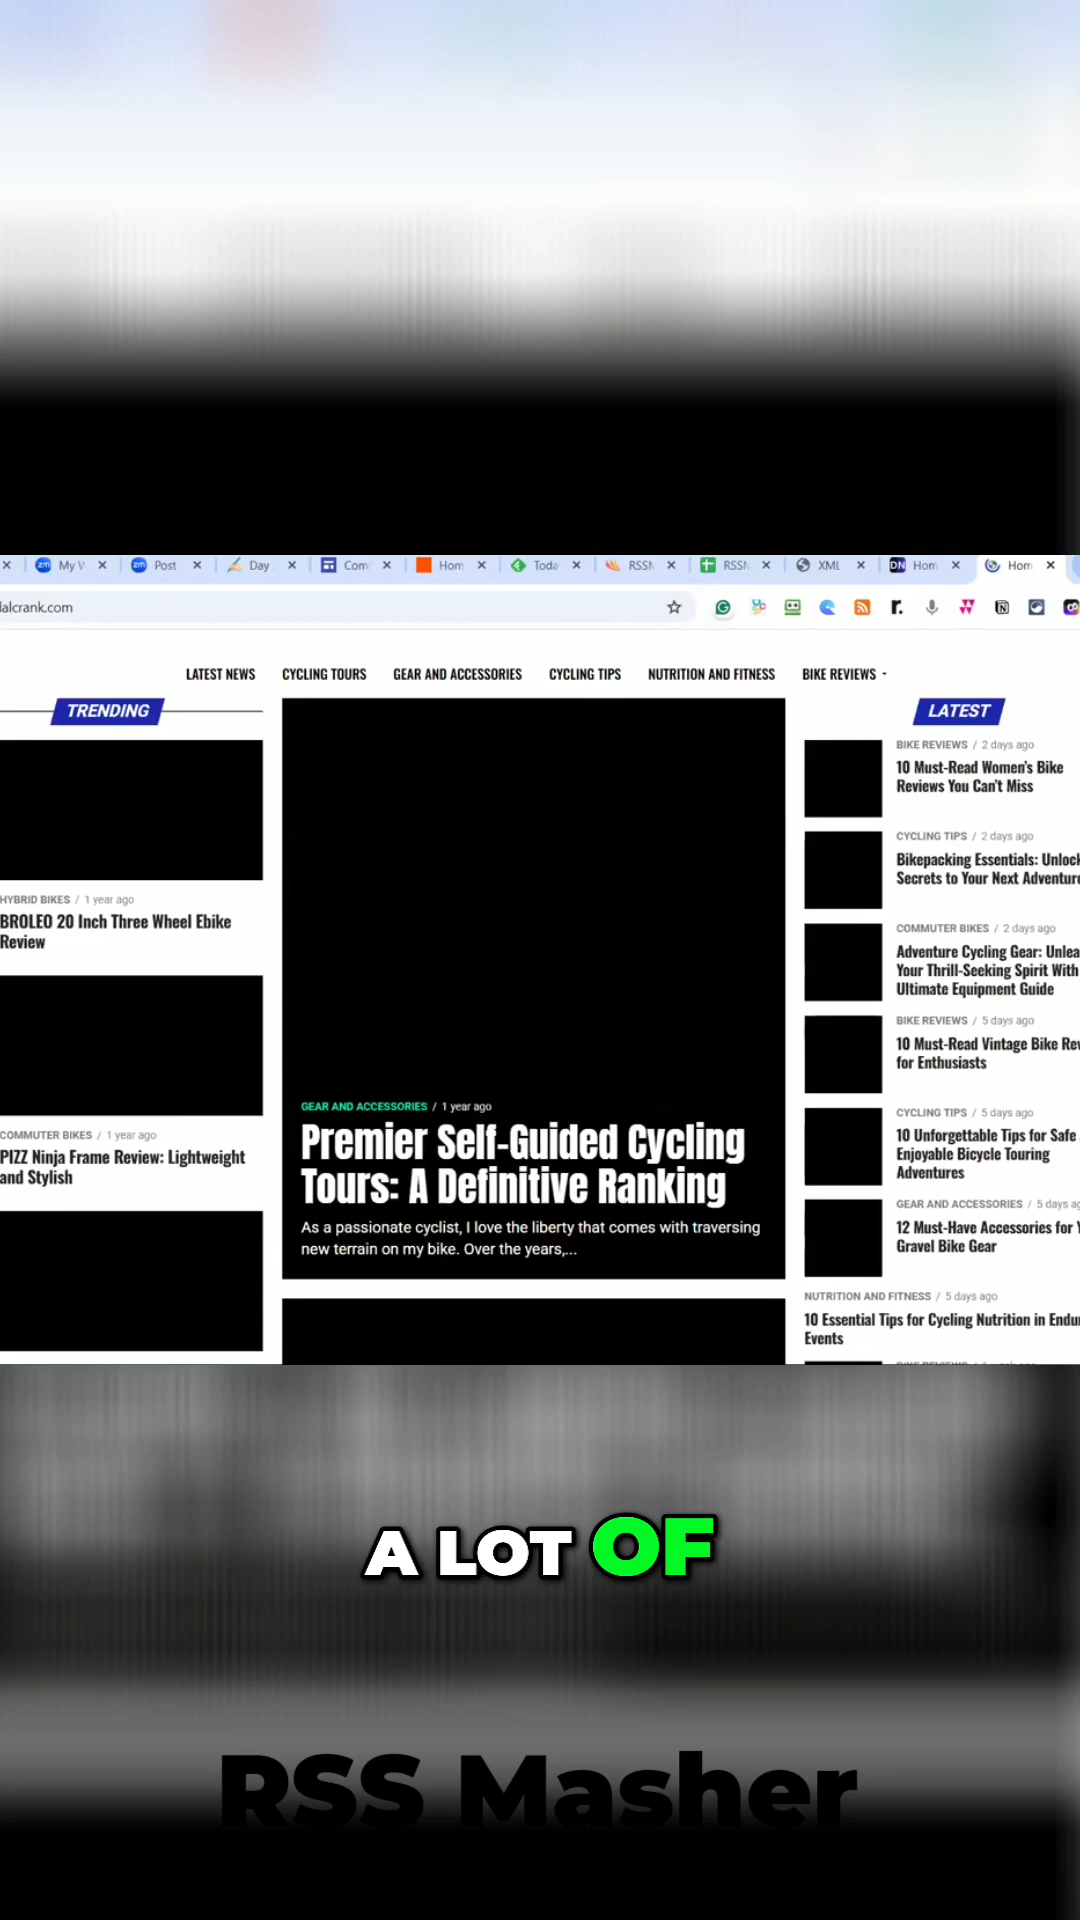 My V
Post
Day
Com
Hom
Toda
RSSM
RSSM
XML
DN
Hom
Hom
alcrank.com
LATEST NEWS
CYCLING TOURS
GEAR AND ACCESSORIES
CYCLING TIPS
NUTRITION AND FITNESS
BIKE REVIEWS
TRENDING
HYBRID BIKES / 1 year ago
BROLEO 20 Inch Three Wheel Ebike
Review
COMMUTER BIKES / 1 year ago
PIZZ Ninja Frame Review: Lightweight
and Stylish
GEAR AND ACCESSORIES / 1 year ago
Premier Self-Guided Cycling
Tours: A Definitive Ranking
As a passionate cyclist, I love the liberty that comes with traversing
new terrain on my bike. Over the years,...
LATEST
BIKE REVIEWS / 2 days ago
10 Must-Read Women's Bike
Reviews You Can't Miss
CYCLING TIPS / 2 days ago
Bikepacking Essentials: Unlock
Secrets to Your Next Adventure
COMMUTER BIKES / 2 days ago
Adventure Cycling Gear: Unlea
Your Thrill-Seeking Spirit With
Ultimate Equipment Guide
BIKE REVIEWS / 5 days ago
10 Must-Read Vintage Bike Rev
for Enthusiasts
CYCLING TIPS / 5 days ago
10 Unforgettable Tips for Safe
Enjoyable Bicycle Touring
Adventures
GEAR AND ACCESSORIES / 5 days ag
12 Must-Have Accessories for Y
Gravel Bike Gear
NUTRITION AND FITNESS / 5 days ago
10 Essential Tips for Cycling Nutrition in Endu
Events
A LOT OF
RSS Masher